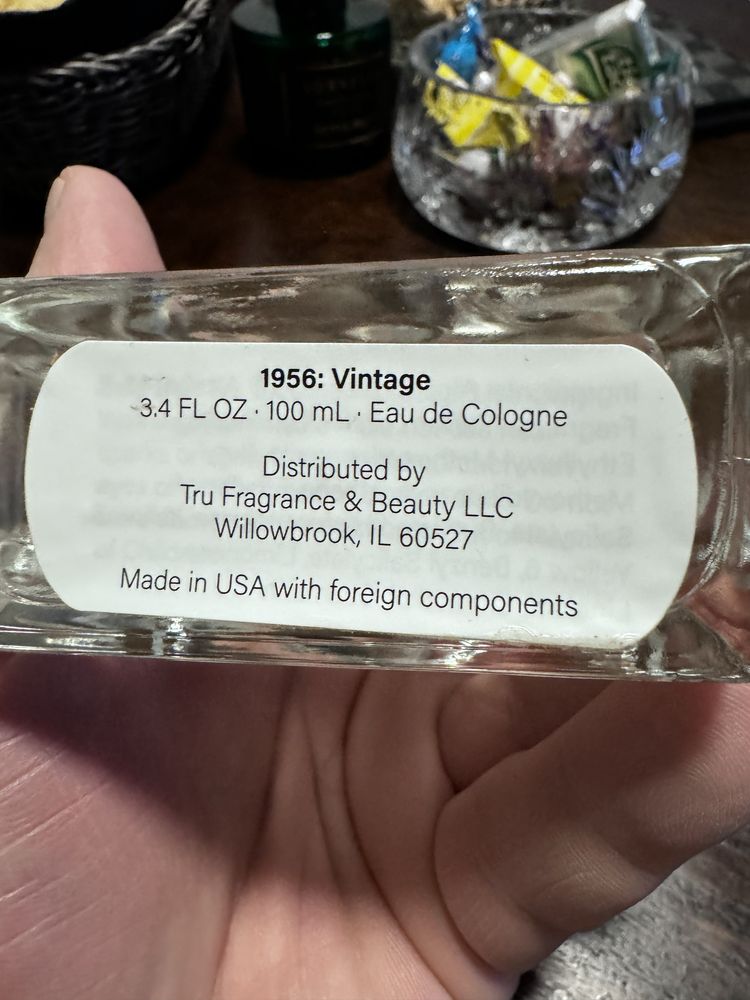 1956: Vintage
3.4 FL OZ · 100 mL · Eau de Cologne
Distributed by
Tru Fragrance & Beauty LLC
Willowbrook, IL 60527
Made in USA with foreign components